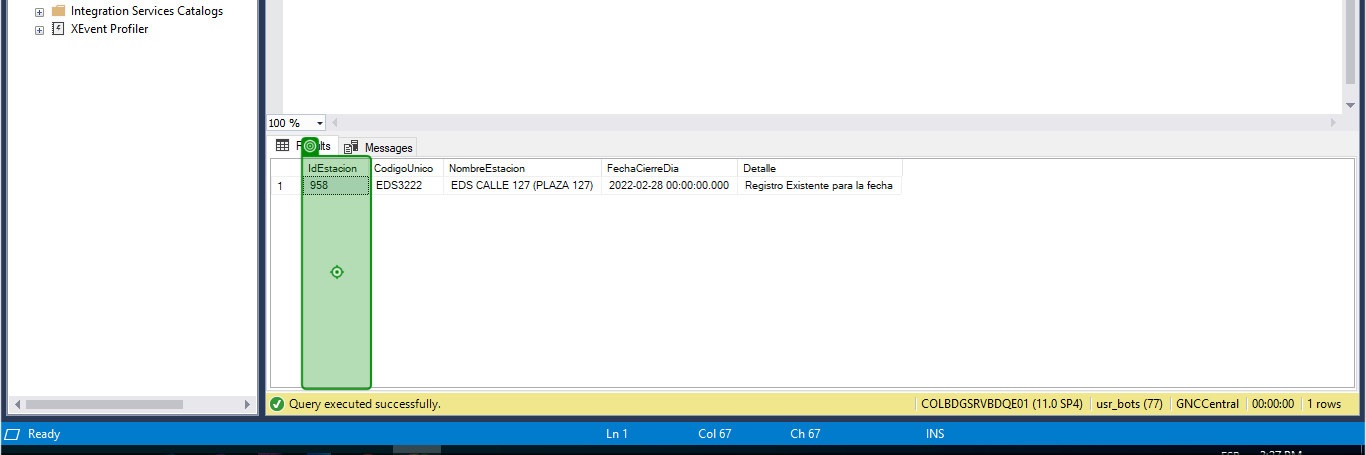 Integration Services Catalogs
XEvent Profiler
100 %
Messages
IdEstacion CodigoUnico NombreEstacion FechaCierreDia Detalle
1 958 EDS3222 EDS CALLE 127 (PLAZA 127) 2022-02-28 00:00:00.000 Registro Existente para la fecha
Query executed successfully. COLBDGSRVBDQE01 (11.0 SP4) usr_bots (77) GNCCentral 00:00:00 1 rows
Ready Ln 1 Col 67 Ch 67 INS